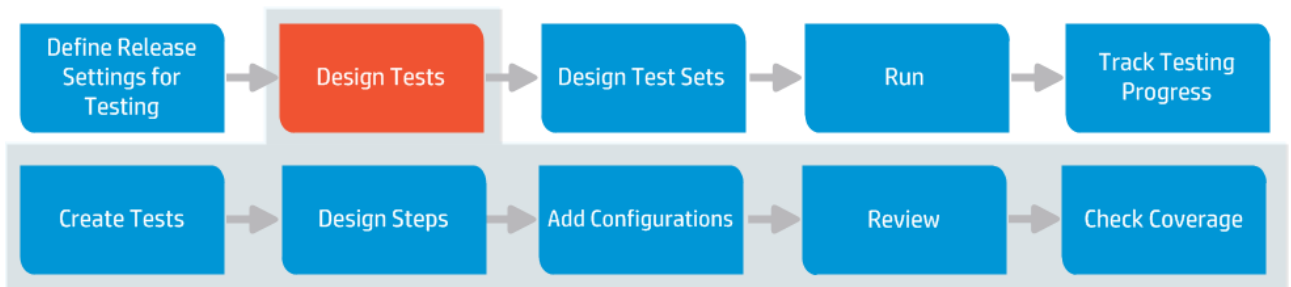 Define Release
Settings for
Testing
Design Tests
Design Test Sets
Run
Track Testing
Progress
Create Tests
Design Steps
Add Configurations
Review
Check Coverage